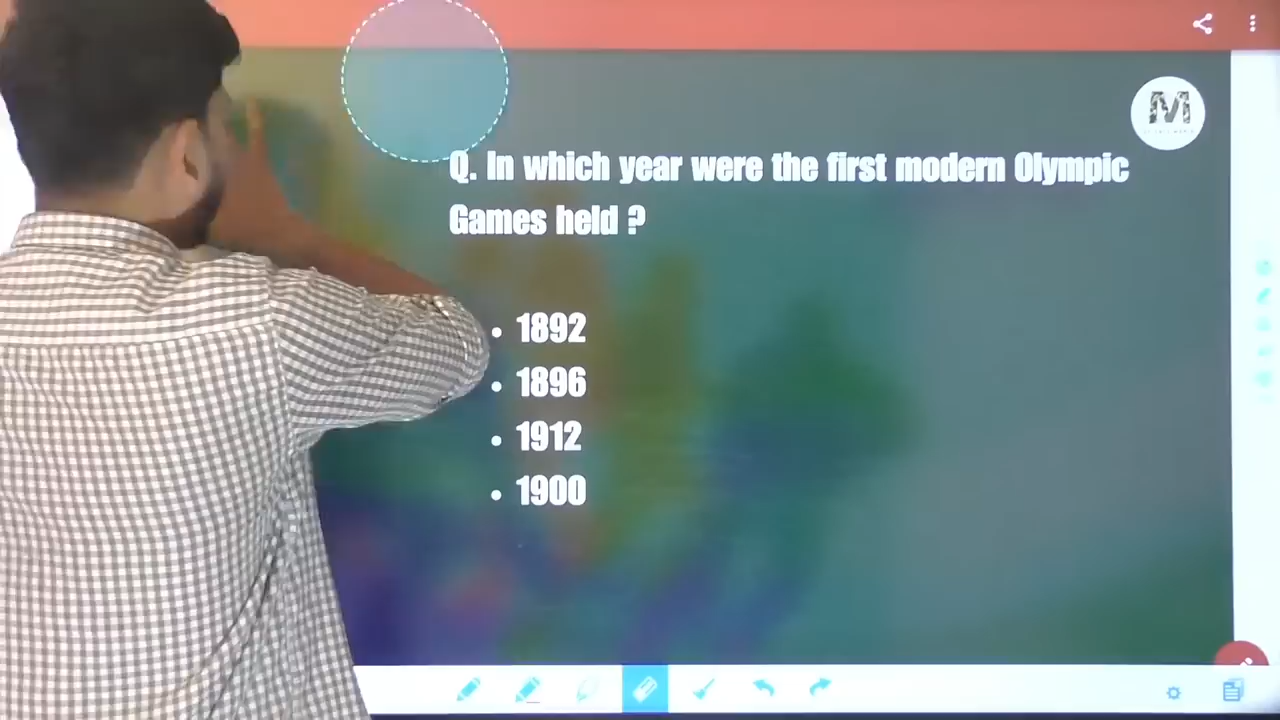 M
Q. In which year were the first modern Olympic
Games held ?
• 1892
• 1896
• 1912
• 1900